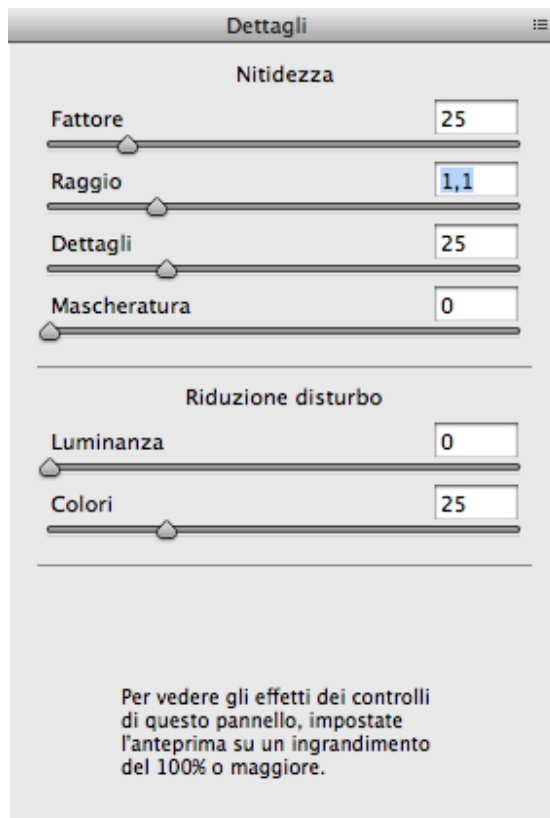 Dettagli
Nitidezza
Fattore 25
Raggio 1,1
Dettagli 25
Mascheratura 0
Riduzione disturbo
Luminanza 0
Colori 25
Per vedere gli effetti dei controlli
di questo pannello, impostate
l'anteprima su un ingrandimento
del 100% o maggiore.